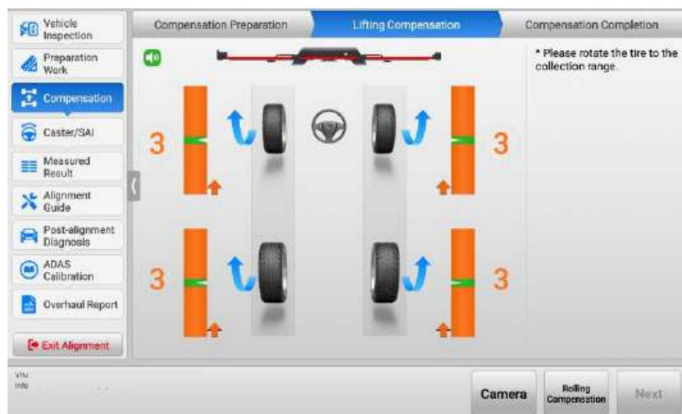 Vehicle
Inspection
Preparation
Work
Compensation
Caster/SAI
Measured
Result
Alignment
Guide
Post-alignment
Diagnosis
ADAS
Calibration
Overhaul Report
Exit Alignment
Compensation Preparation
Lifting Compensation
Compensation Completion
* Please rotate the tire to the
collection range.
3
3
3
3
Info
Camera
Rolling
Compensation
Next